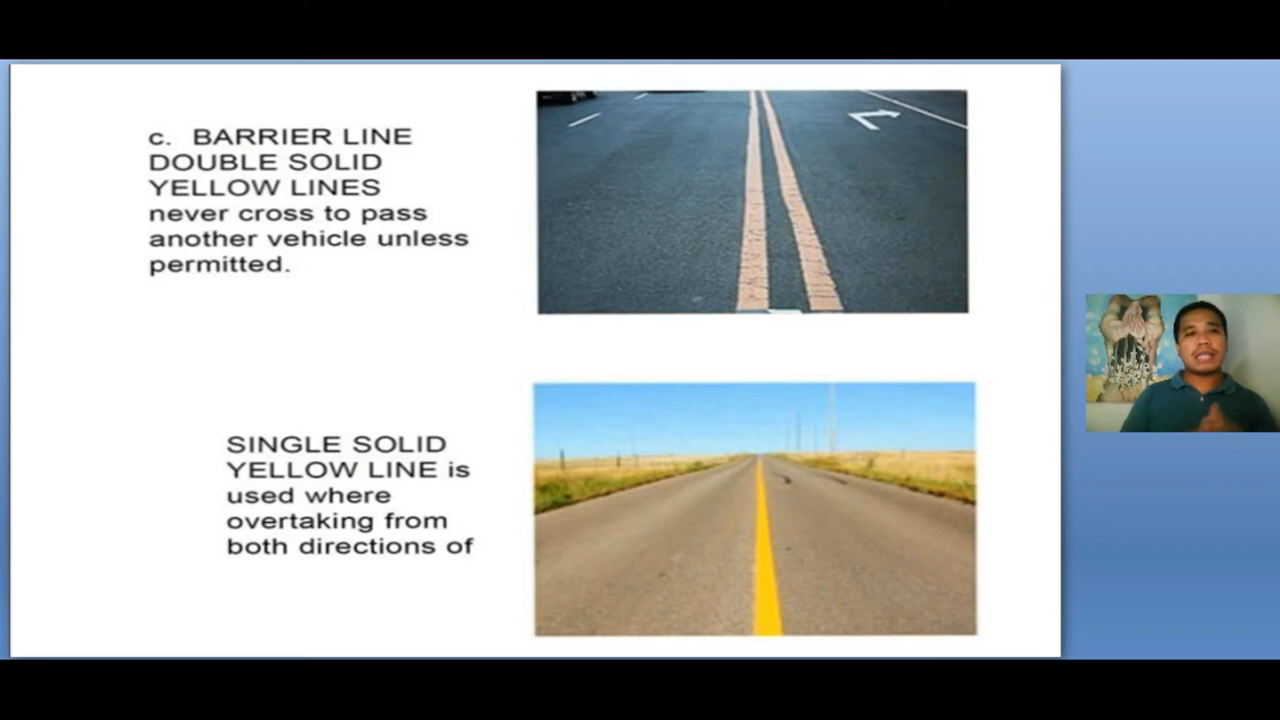 c. BARRIER LINE
DOUBLE SOLID
YELLOW LINES
never cross to pass
another vehicle unless
permitted.
SINGLE SOLID
YELLOW LINE is
used where
overtaking from
both directions of